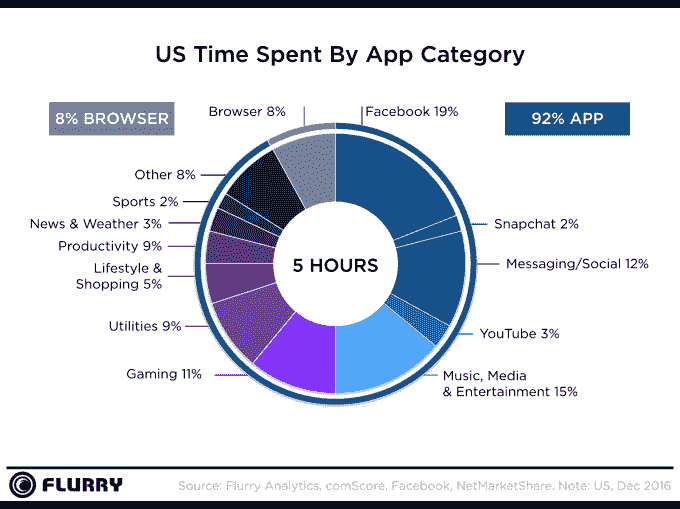 US Time Spent By App Category
8% BROWSER
Browser 8%
Facebook 19%
92% APP
Other 8%
Sports 2%
News & Weather 3%
Productivity 9%
Lifestyle &
Shopping 5%
Utilities 9%
Gaming 11%
5 HOURS
Snapchat 2%
Messaging/Social 12%
YouTube 3%
Music, Media
& Entertainment 15%
FLURRY
Source: Flurry Analytics, comScore, Facebook, NetMarketShare. Note: US, Dec 2016